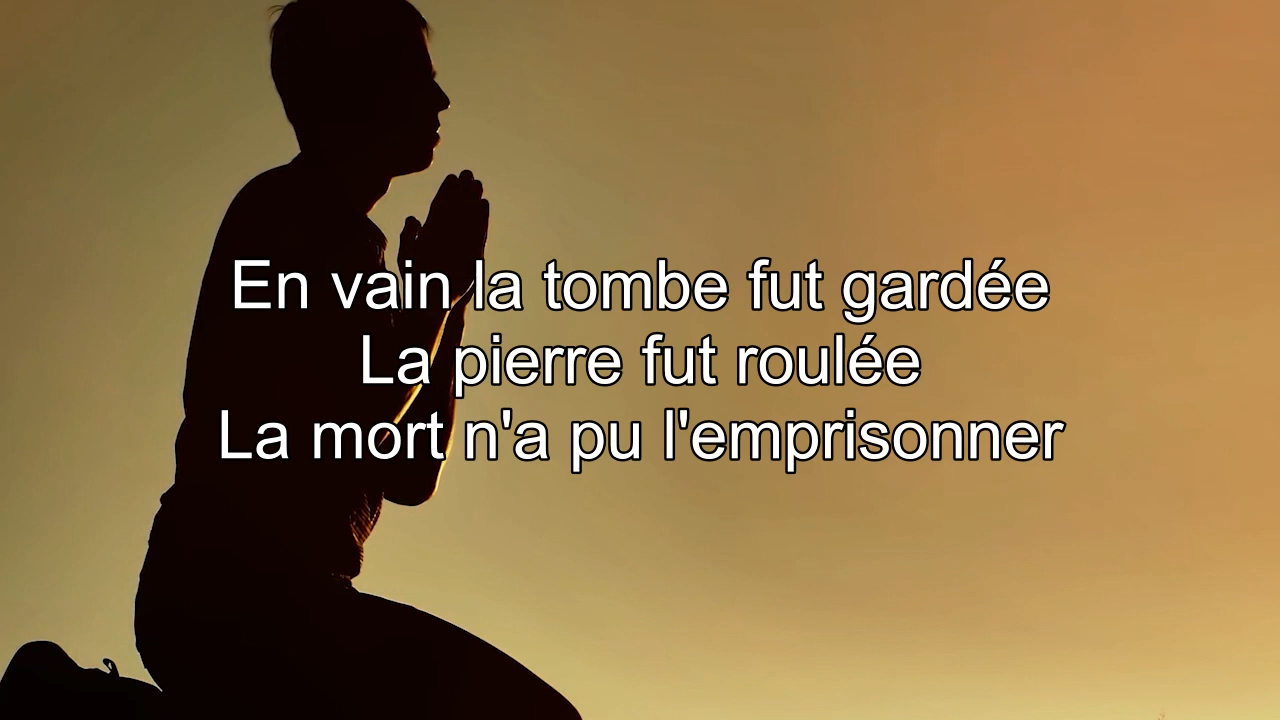 En vain la tombe fut gardée
La pierre fut roulée
La mort n'a pu l'emprisonner